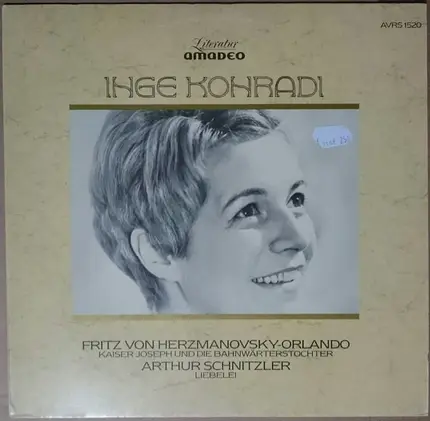 AVRS 1520
Literatur
amadeo
INGE KONRADI
FRITZ VON HERZMANOVSKY-ORLANDO
KAISER JOSEPH UND DIE BAHNWÄRTERSTOCHTER
ARTHUR SCHNITZLER
LIEBELEI